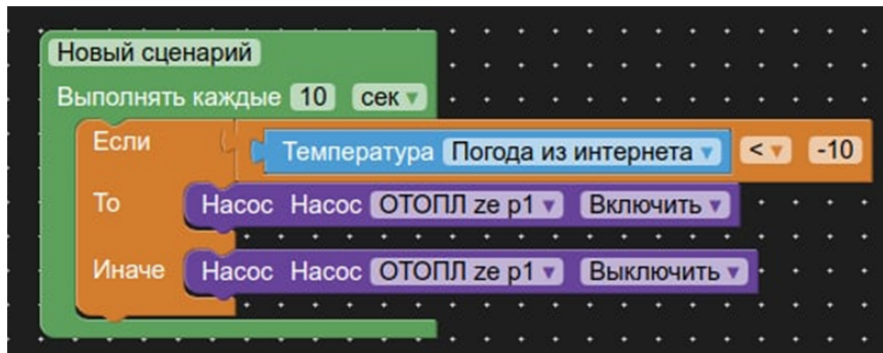 Новый сценарий
Выполнять каждые 10 сек
Если Температура Погода из интернета < -10
То Насос Насос ОТОПЛ ze p1 Включить
Иначе Насос Насос ОТОПЛ ze p1 Выключить